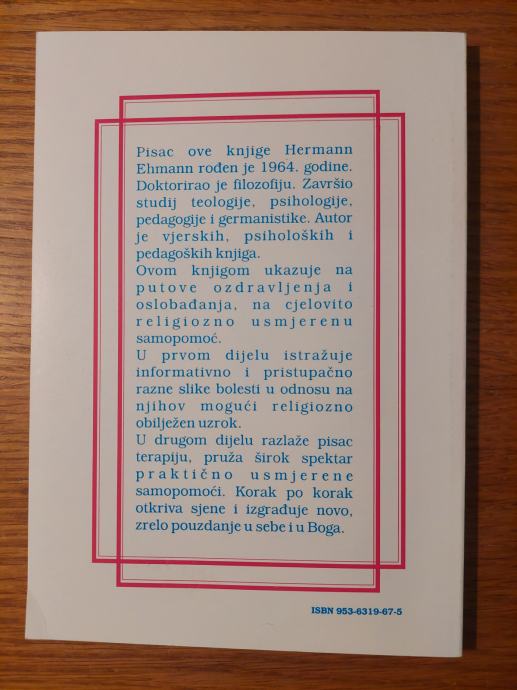 Pisac ove knjige Hermann
Ehmann rođen je 1964. godine.
Doktorirao je filozofiju. Završio
studij teologije, psihologije,
pedagogije i germanistike. Autor
je vjerskih, psiholoških i
pedagoških knjiga.
Ovom knjigom ukazuje na
putove ozdravljenja i
oslobađanja, na cjelovito
religiozno usmjerenu
samopomoć.
U prvom dijelu istražuje
informativno i pristupačno
razne slike bolesti u odnosu na
njihov mogući religiozno
obilježen uzrok.
U drugom dijelu razlaže pisac
terapiju, pruža širok spektar
praktično usmjerene
samopomoći. Korak po korak
otkriva sjene i izgrađuje novo,
zrelo pouzdanje u sebe i u Boga.
ISBN 953-6319-67-5